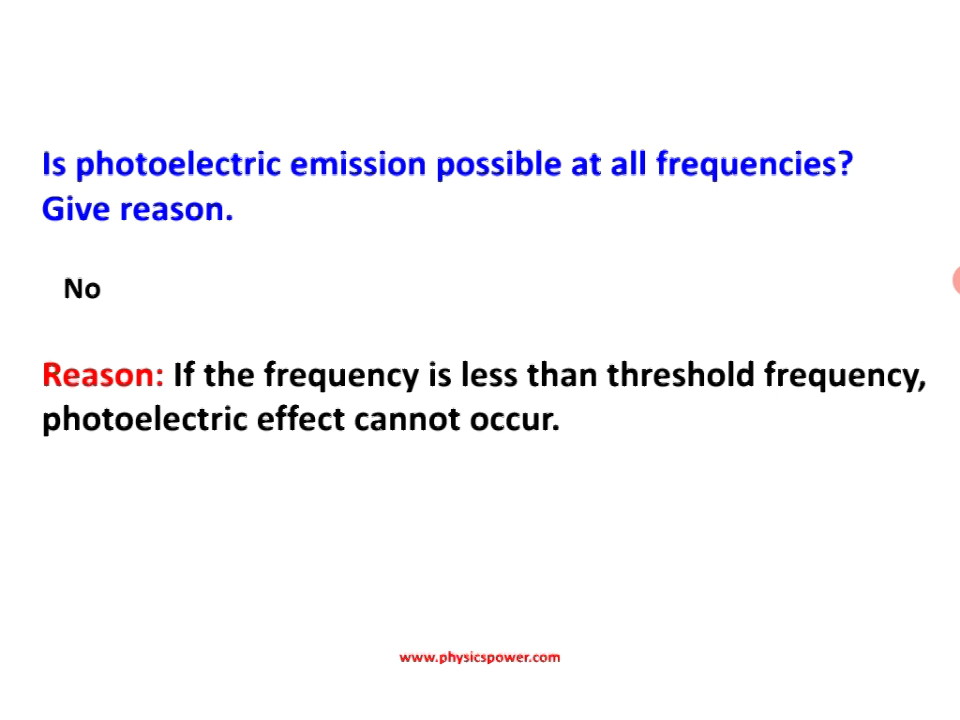 Is photoelectric emission possible at all frequencies?
Give reason.
No
Reason: If the frequency is less than threshold frequency,
photoelectric effect cannot occur.
www.physicspower.com